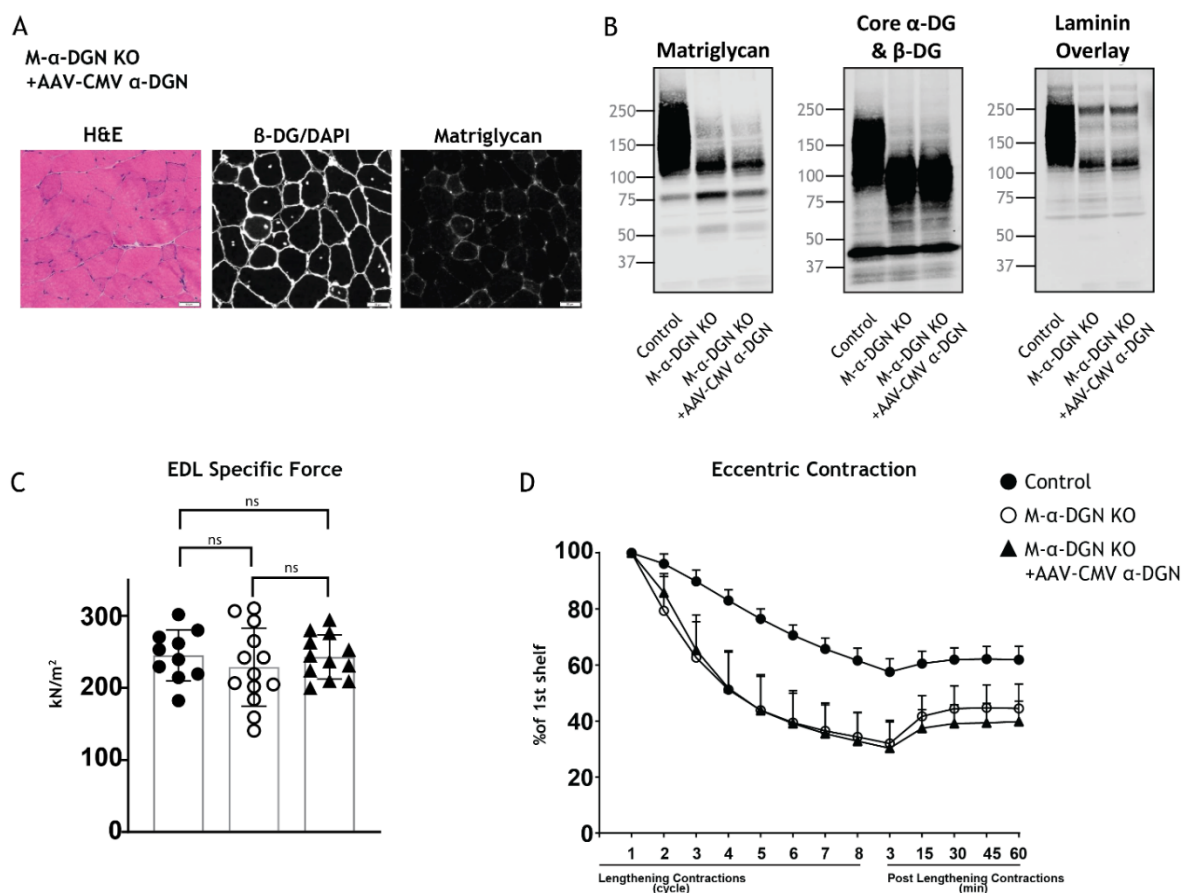 A
M-α-DGN KO
+AAV-CMV α-DGN
H&E
ß-DG/DAPI
Matriglycan
B
Matriglycan
250
150
100
75
50
37
Control
M-α-DGN KO
M-α-DGN KO
+AAV-CMV α-DGN
Core α-DG
& β-DG
250
150
100
75
50
37
Control
M-α-DGN KO
M-α-DGN KO
+AAV-CMV α-DGN
Laminin
Overlay
250
150
100
75
50
37
Control
M-α-DGN KO
M-α-DGN KO
+AAV-CMV α-DGN
C
EDL Specific Force
ns
ns
ns
kN/m²
300
200
100
0
D
Eccentric Contraction
Control
M-α-DGN KO
M-α-DGN KO
+AAV-CMV α-DGN
%of 1st shelf
100
80
60
40
20
0
1 2 3 4 5 6 7 8 3 15 30 45 60
Lengthening Contractions
(cycle)
Post Lengthening Contractions
(min)